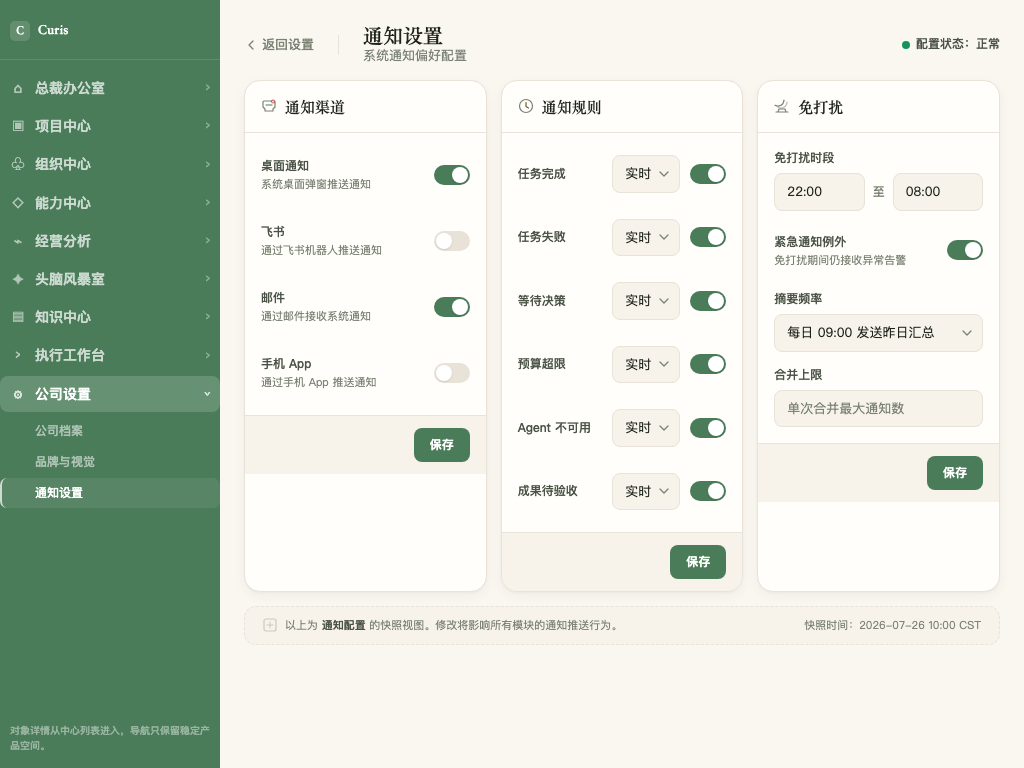 C Curis
总裁办公室
项目中心
组织中心
能力中心
经营分析
头脑风暴室
知识中心
执行工作台
公司设置
公司档案
品牌与视觉
通知设置
对象详情从中心列表进入，导航只保留稳定产
品空间。
返回设置
通知设置
系统通知偏好配置
配置状态：正常
通知渠道
桌面通知
系统桌面弹窗推送通知
飞书
通过飞书机器人推送通知
邮件
通过邮件接收系统通知
手机 App
通过手机 App 推送通知
保存
通知规则
任务完成 实时
任务失败 实时
等待决策 实时
预算超限 实时
Agent 不可用 实时
成果待验收 实时
保存
免打扰
免打扰时段
22:00 至 08:00
紧急通知例外
免打扰期间仍接收异常告警
摘要频率
每日 09:00 发送昨日汇总
合并上限
单次合并最大通知数
保存
以上为 通知配置 的快照视图。修改将影响所有模块的通知推送行为。
快照时间：2026-07-26 10:00 CST